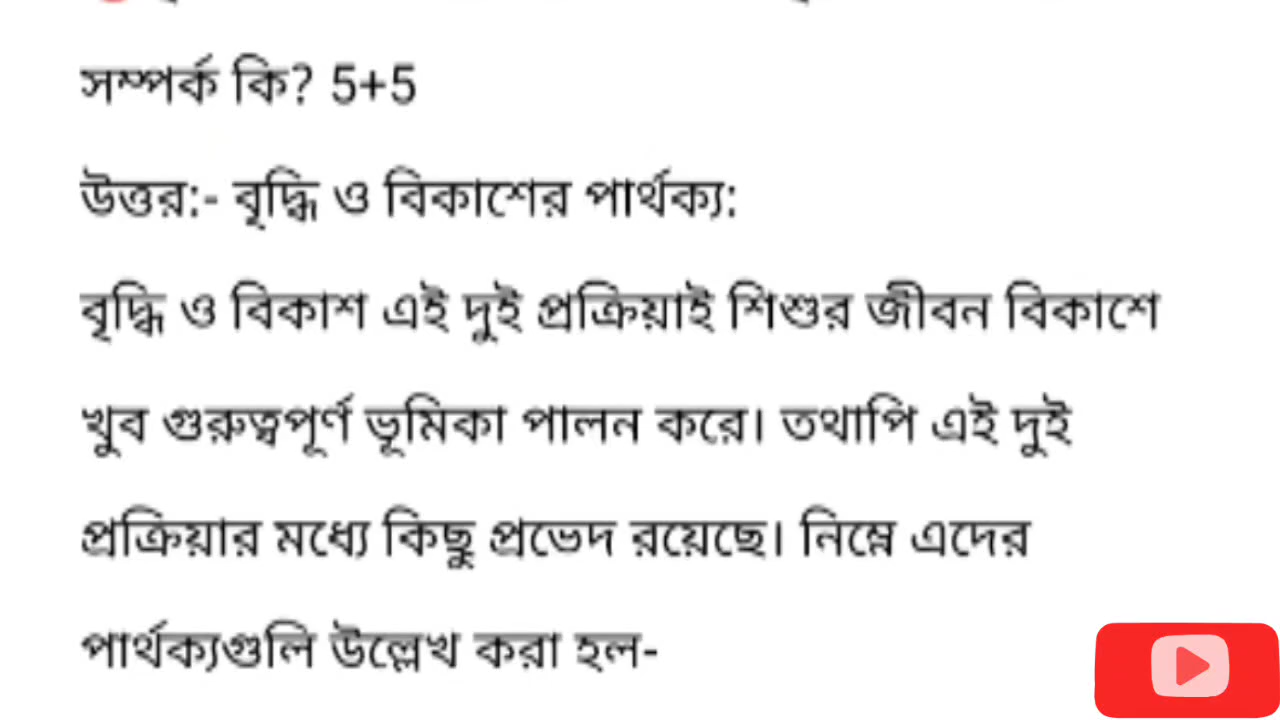 সম্পর্ক কি? 5+5
উত্তর:- বৃদ্ধি ও বিকাশের পার্থক্য:
বৃদ্ধি ও বিকাশ এই দুই প্রক্রিয়াই শিশুর জীবন বিকাশে
খুব গুরুত্বপূর্ণ ভূমিকা পালন করে। তথাপি এই দুই
প্রক্রিয়ার মধ্যে কিছু প্রভেদ রয়েছে। নিম্নে এদের
পার্থক্যগুলি উল্লেখ করা হল-